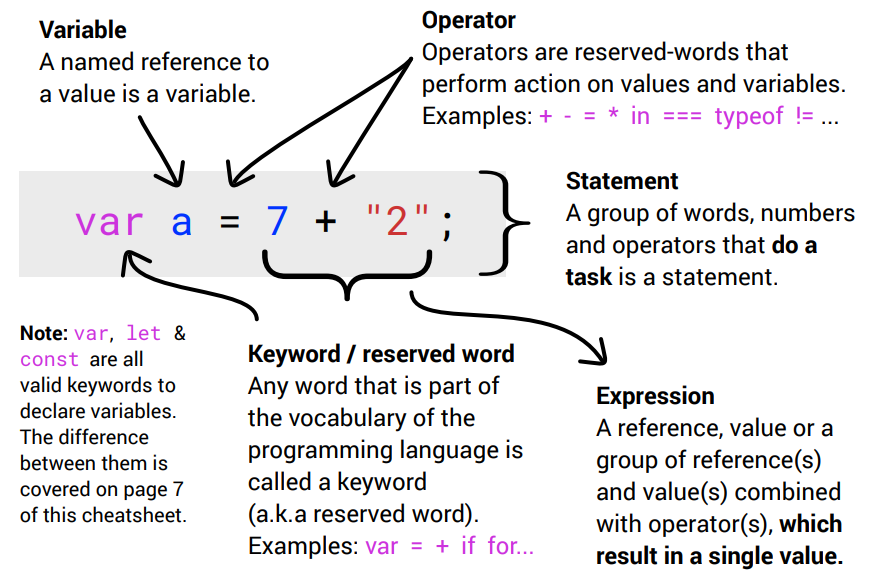 Variable
A named reference to
a value is a variable.
Operator
Operators are reserved-words that
perform action on values and variables.
Examples: + - = * in === typeof != ...
var a = 7 + "2";
Statement
A group of words, numbers
and operators that do a
task is a statement.
Note: var, let &
const are all
valid keywords to
declare variables.
The difference
between them is
covered on page 7
of this cheatsheet.
Keyword / reserved word
Any word that is part of
the vocabulary of the
programming language is
called a keyword
(a.k.a reserved word).
Examples: var = + if for...
Expression
A reference, value or a
group of reference(s)
and value(s) combined
with operator(s), which
result in a single value.